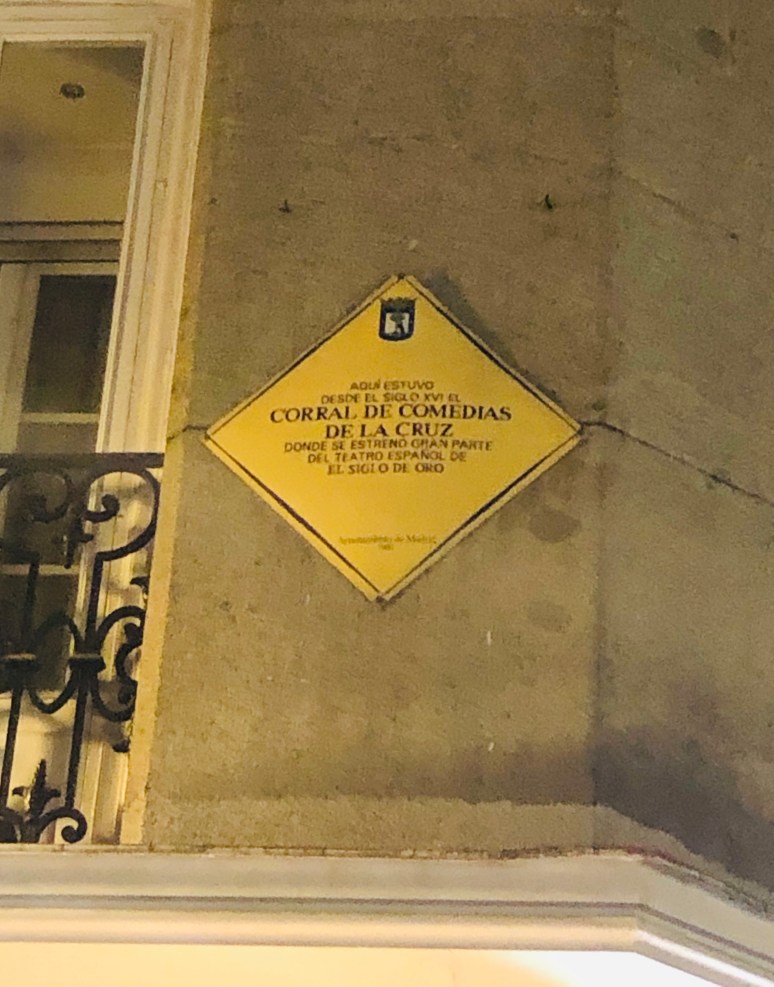 AQUÍ ESTUVO
DESDE EL SIGLO XVI EL
CORRAL DE COMEDIAS
DE LA CRUZ
DONDE SE ESTRENÓ GRAN PARTE
DEL TEATRO ESPAÑOL DE
EL SIGLO DE ORO
Ayuntamiento de Madrid